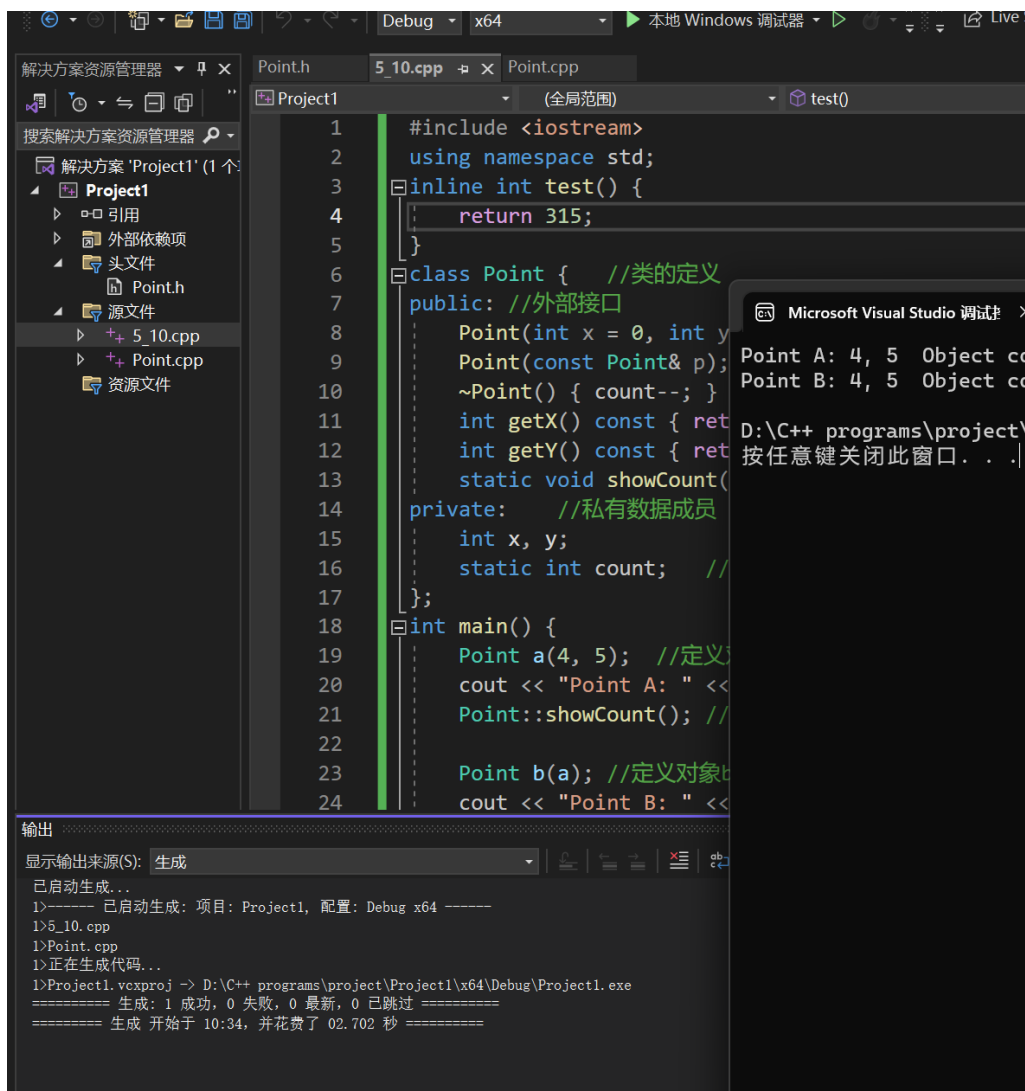 Debug x64 本地 Windows 调试器 Live
解决方案资源管理器
Point.h 5_10.cpp Point.cpp
Project1 (全局范围) test()
搜索解决方案资源管理器
解决方案 'Project1' (1 个
Project1
引用
外部依赖项
头文件
Point.h
源文件
5_10.cpp
Point.cpp
资源文件
1 #include <iostream>
2 using namespace std;
3 inline int test() {
4 return 315;
5 }
6 class Point { //类的定义
7 public: //外部接口
8 Point(int x = 0, int y
9 Point(const Point& p);
10 ~Point() { count--; }
11 int getX() const { ret
12 int getY() const { ret
13 static void showCount(
14 private: //私有数据成员
15 int x, y;
16 static int count; //
17 };
18 int main() {
19 Point a(4, 5); //定义
20 cout << "Point A: " <<
21 Point::showCount(); //
22
23 Point b(a); //定义对象b
24 cout << "Point B: " <<
Microsoft Visual Studio 调试
Point A: 4, 5 Object co
Point B: 4, 5 Object co
D:\C++ programs\project\
按任意键关闭此窗口. . .
输出
显示输出来源(S): 生成
已启动生成...
1>------ 已启动生成: 项目: Project1, 配置: Debug x64 ------
1>5_10.cpp
1>Point.cpp
1>正在生成代码...
1>Project1.vcxproj -> D:\C++ programs\project\Project1\x64\Debug\Project1.exe
========== 生成: 1 成功，0 失败，0 最新，0 已跳过 ==========
========= 生成 开始于 10:34，并花费了 02.702 秒 ==========